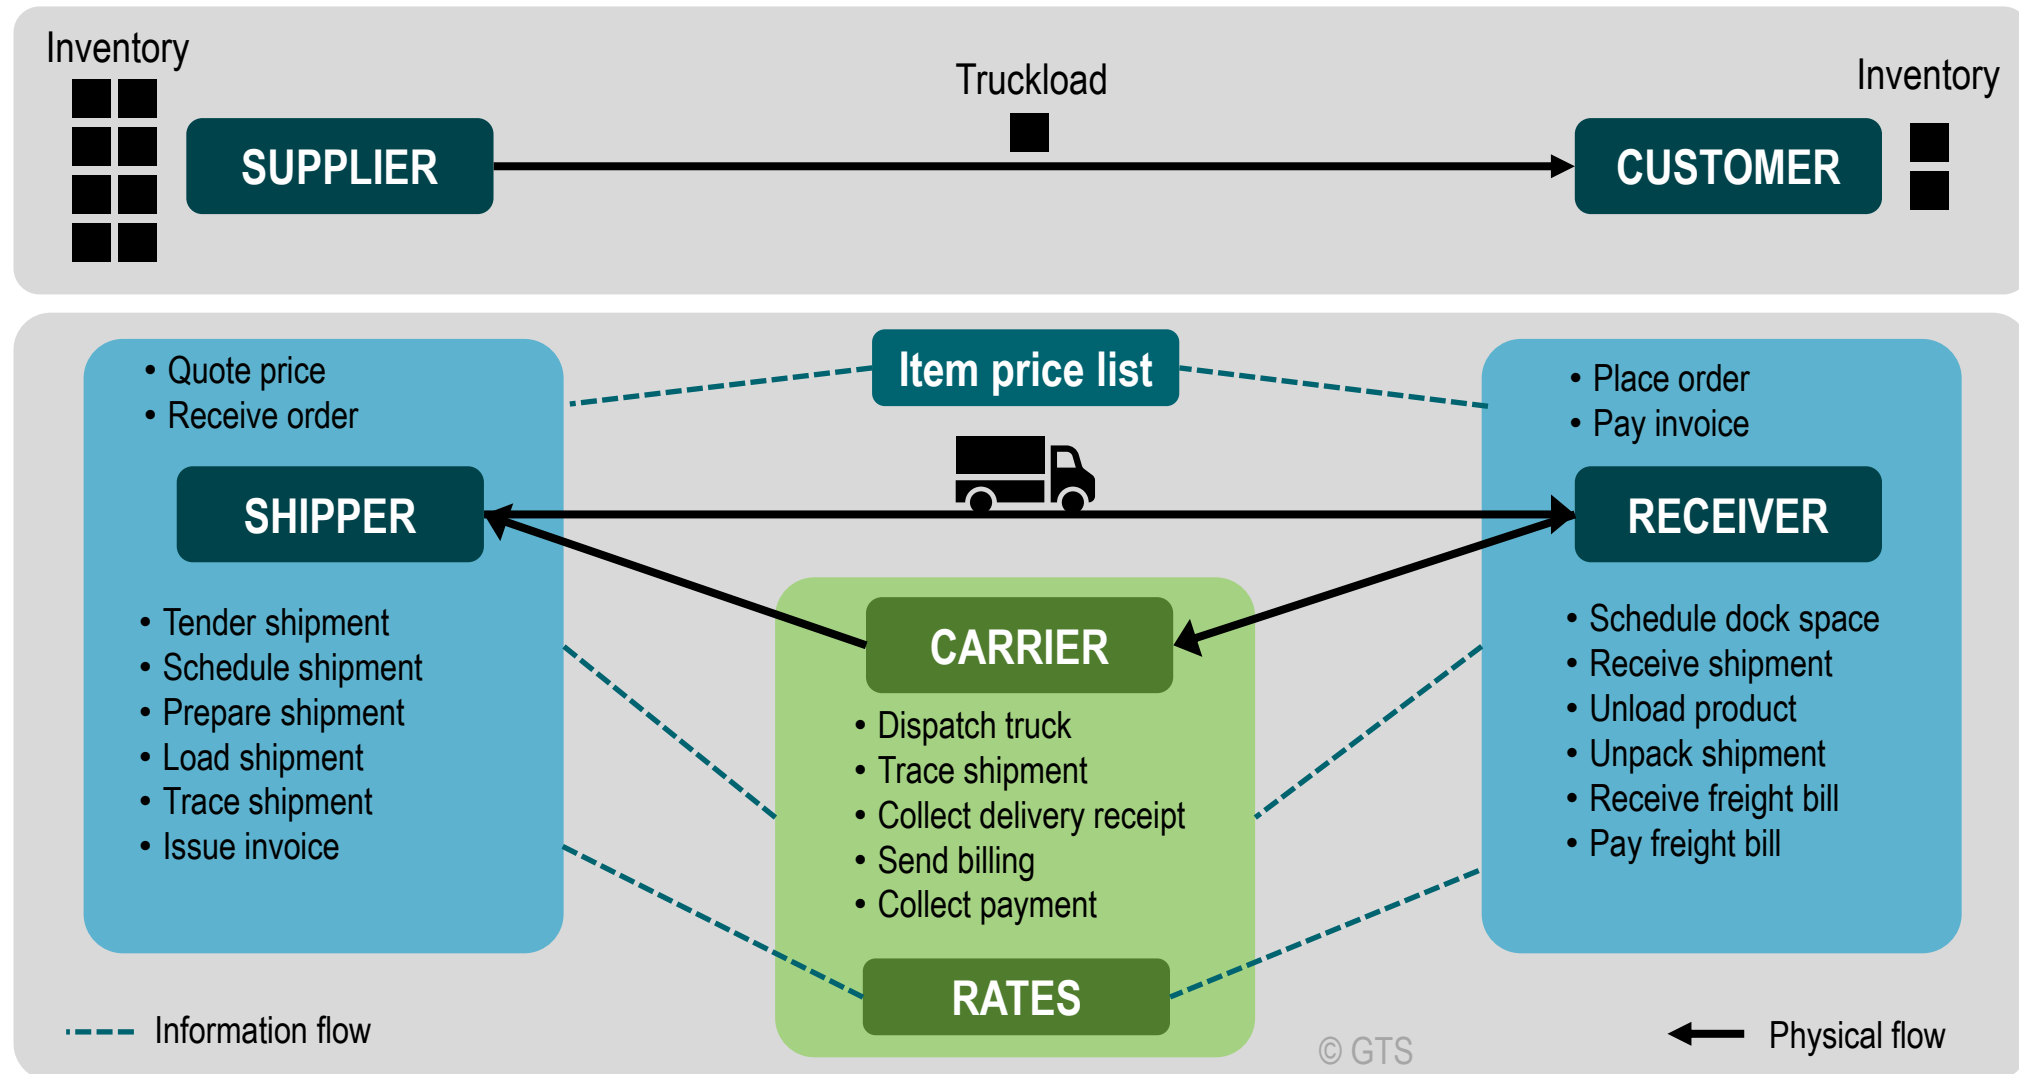 Inventory
Truckload
Inventory
SUPPLIER
CUSTOMER
• Quote price
• Receive order
Item price list
• Place order
• Pay invoice
SHIPPER
RECEIVER
• Tender shipment
• Schedule shipment
• Prepare shipment
• Load shipment
• Trace shipment
• Issue invoice
CARRIER
• Dispatch truck
• Trace shipment
• Collect delivery receipt
• Send billing
• Collect payment
RATES
• Schedule dock space
• Receive shipment
• Unload product
• Unpack shipment
• Receive freight bill
• Pay freight bill
Information flow
© GTS
Physical flow